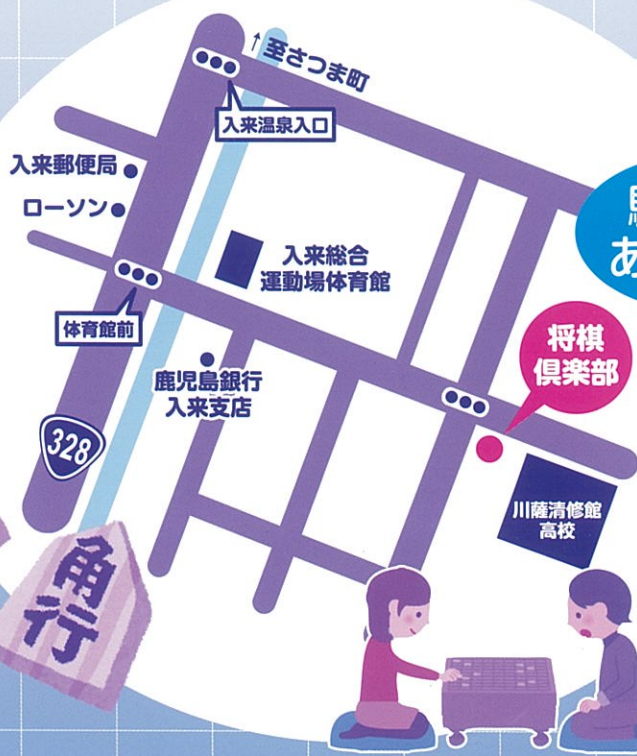 ↑至さつま町
入来温泉入口
入来郵便局
ローソン
入来総合
運動場体育館
体育館前
鹿児島銀行
入来支店
将棋
倶楽部
328
川薩清修館
高校
角行